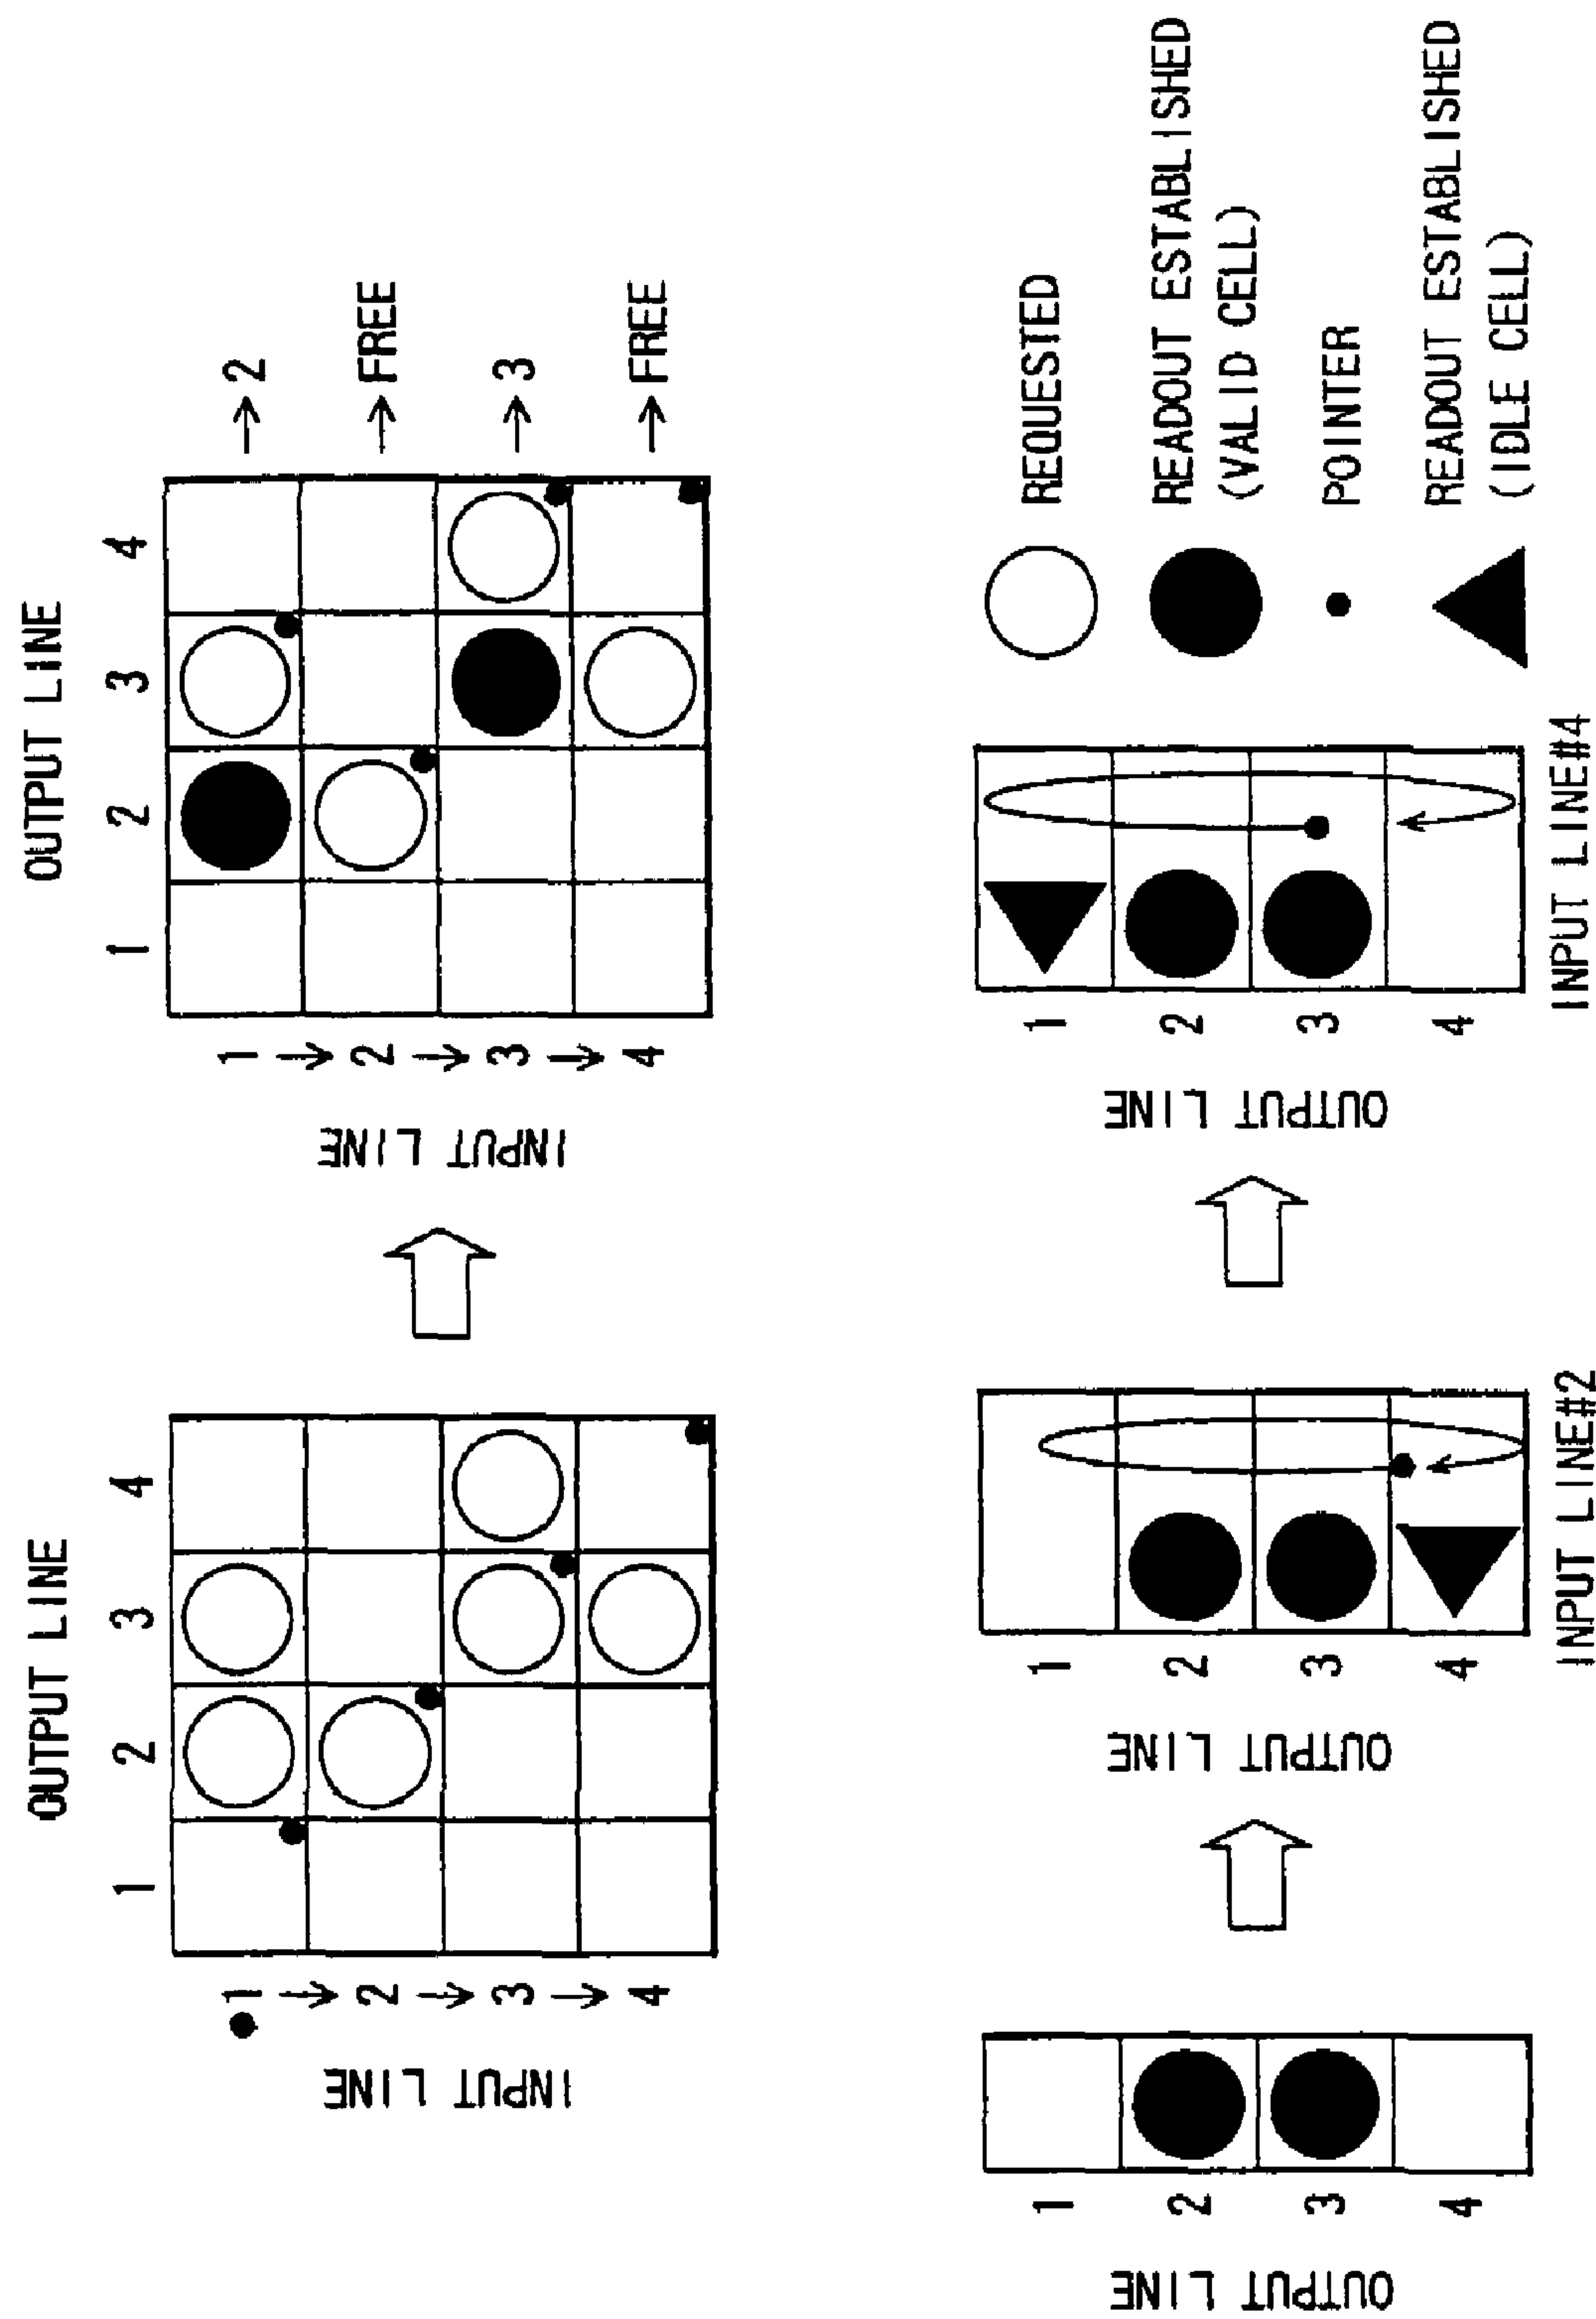 OUTPUT LINE
1 2 3 4
INPUT LINE
1
↓
2
↓
3
↓
4
OUTPUT LINE
1 2 3 4
INPUT LINE
1
↓
2
↓
3
↓
4
→2
→FREE
→3
→FREE
OUTPUT LINE
1
2
3
4
OUTPUT LINE
1
2
3
4
INPUT LINE#2
OUTPUT LINE
1
2
3
4
INPUT LINE#4
REQUESTED
READOUT ESTABLISHED
(VALID CELL)
POINTER
READOUT ESTABLISHED
(IDLE CELL)